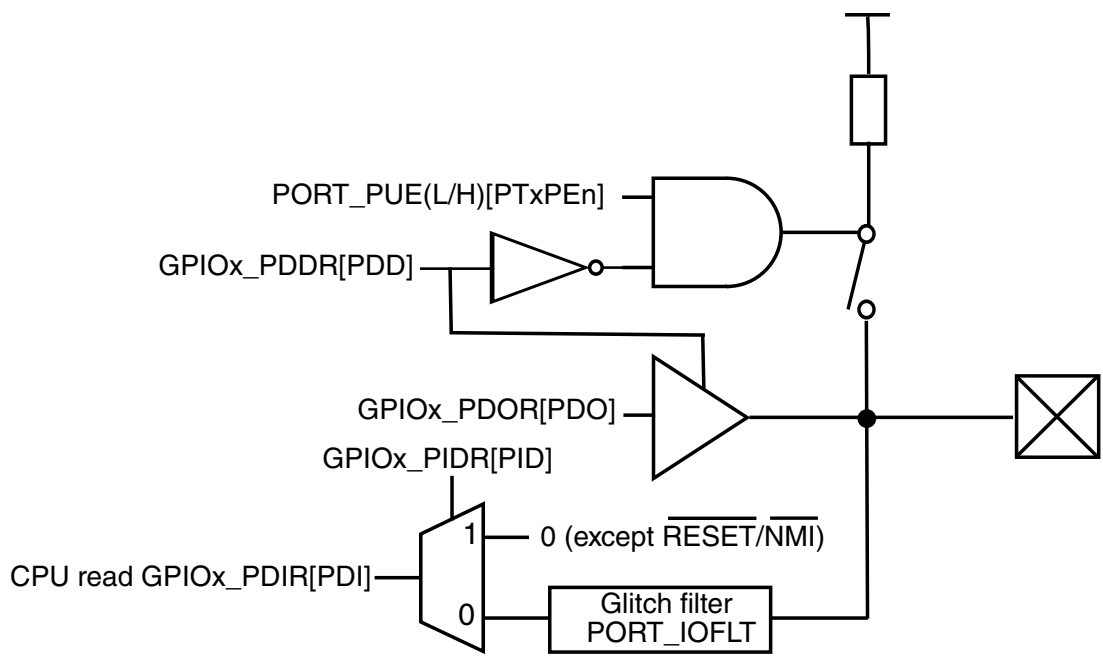 PORT_PUE(L/H)[PTxPEn]
GPIOx_PDDR[PDD]
GPIOx_PDOR[PDO]
GPIOx_PIDR[PID]
1
0 (except RESET/NMI)
CPU read GPIOx_PDIR[PDI]
0
Glitch filter
PORT_IOFLT